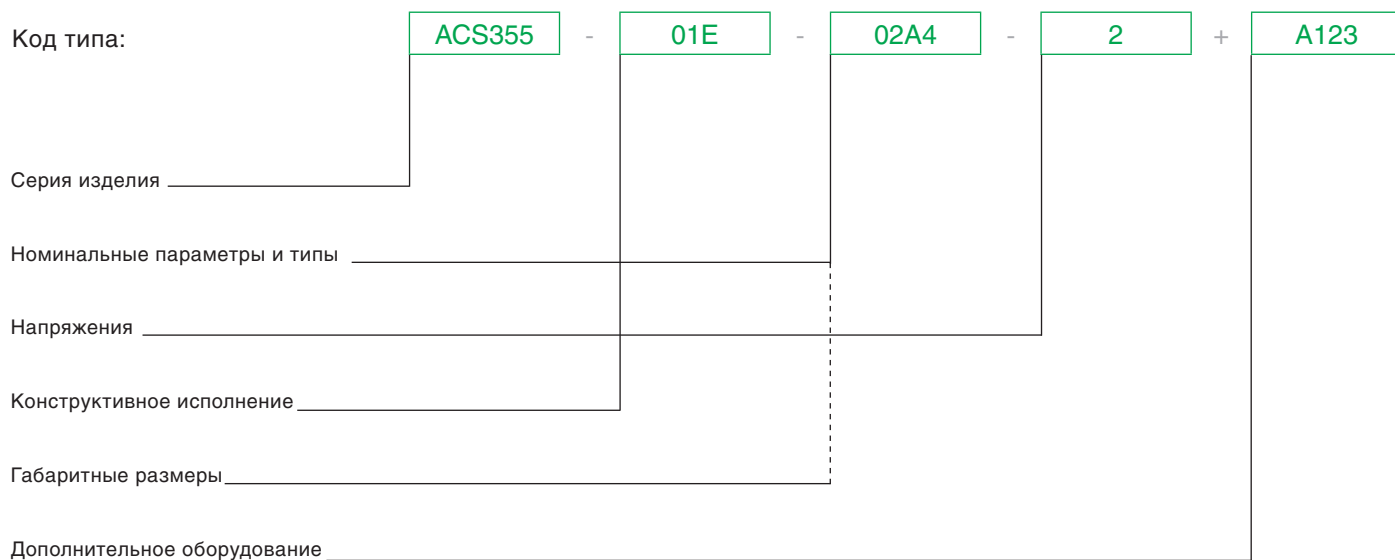 Код типа: ACS355 - 01E - 02A4 - 2 + A123
Серия изделия
Номинальные параметры и типы
Напряжения
Конструктивное исполнение
Габаритные размеры
Дополнительное оборудование